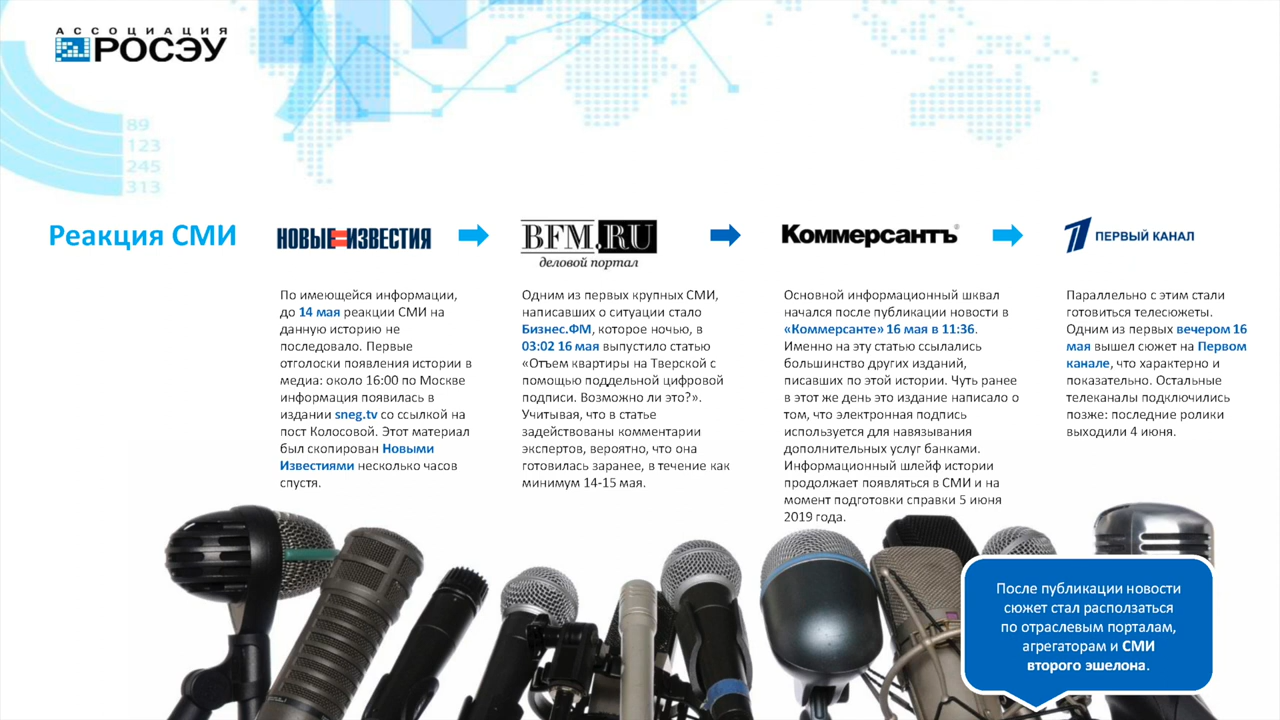 АССОЦИАЦИЯ
РОСЭУ
89
123
245
313
Реакция СМИ
НОВЫЕ ИЗВЕСТИЯ
BFM.RU
деловой портал
Коммерсантъ®
ПЕРВЫЙ КАНАЛ
По имеющейся информации,
до 14 мая реакции СМИ на
данную историю не
последовало. Первые
отголоски появления истории в
медиа: около 16:00 по Москве
информация появилась в
издании sneg.tv со ссылкой на
пост Колосовой. Этот материал
был скопирован Новыми
Известиями несколько часов
спустя.
Одним из первых крупных СМИ,
написавших о ситуации стало
Бизнес.ФМ, которое ночью, в
03:02 16 мая выпустило статью
«Отъем квартиры на Тверской с
помощью поддельной цифровой
подписи. Возможно ли это?».
Учитывая, что в статье
задействованы комментарии
экспертов, вероятно, что она
готовилась заранее, в течение как
минимум 14-15 мая.
Основной информационный шквал
начался после публикации новости в
«Коммерсанте» 16 мая в 11:36.
Именно на эту статью ссылались
большинство других изданий,
писавших по этой истории. Чуть ранее
в этот же день это издание написало о
том, что электронная подпись
используется для навязывания
дополнительных услуг банками.
Информационный шлейф истории
продолжает появляться в СМИ и на
момент подготовки справки 5 июня
2019 года.
Параллельно с этим стали
готовиться телесюжеты.
Одним из первых вечером 16
мая вышел сюжет на Первом
канале, что характерно и
показательно. Остальные
телеканалы подключились
позже: последние ролики
выходили 4 июня.
После публикации новости
сюжет стал расползаться
по отраслевым порталам,
агрегаторам и СМИ
второго эшелона.